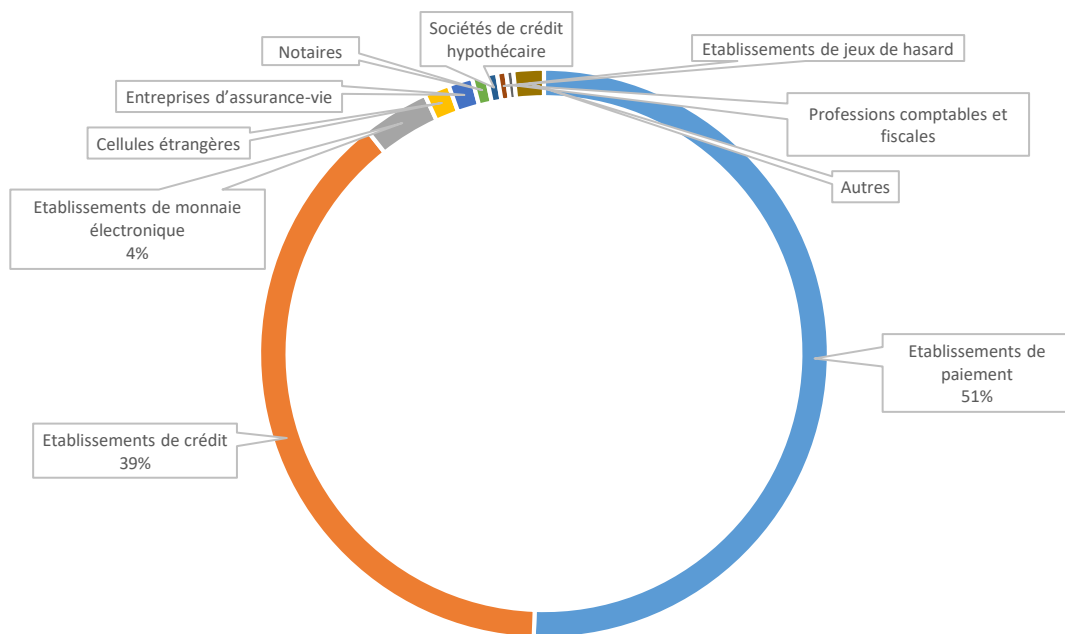 Sociétés de crédit
hypothécaire
Etablissements de jeux de hasard
Notaires
Entreprises d'assurance-vie
Professions comptables et
fiscales
Cellules étrangères
Autres
Etablissements de monnaie
électronique
4%
Etablissements de
paiement
51%
Etablissements de crédit
39%